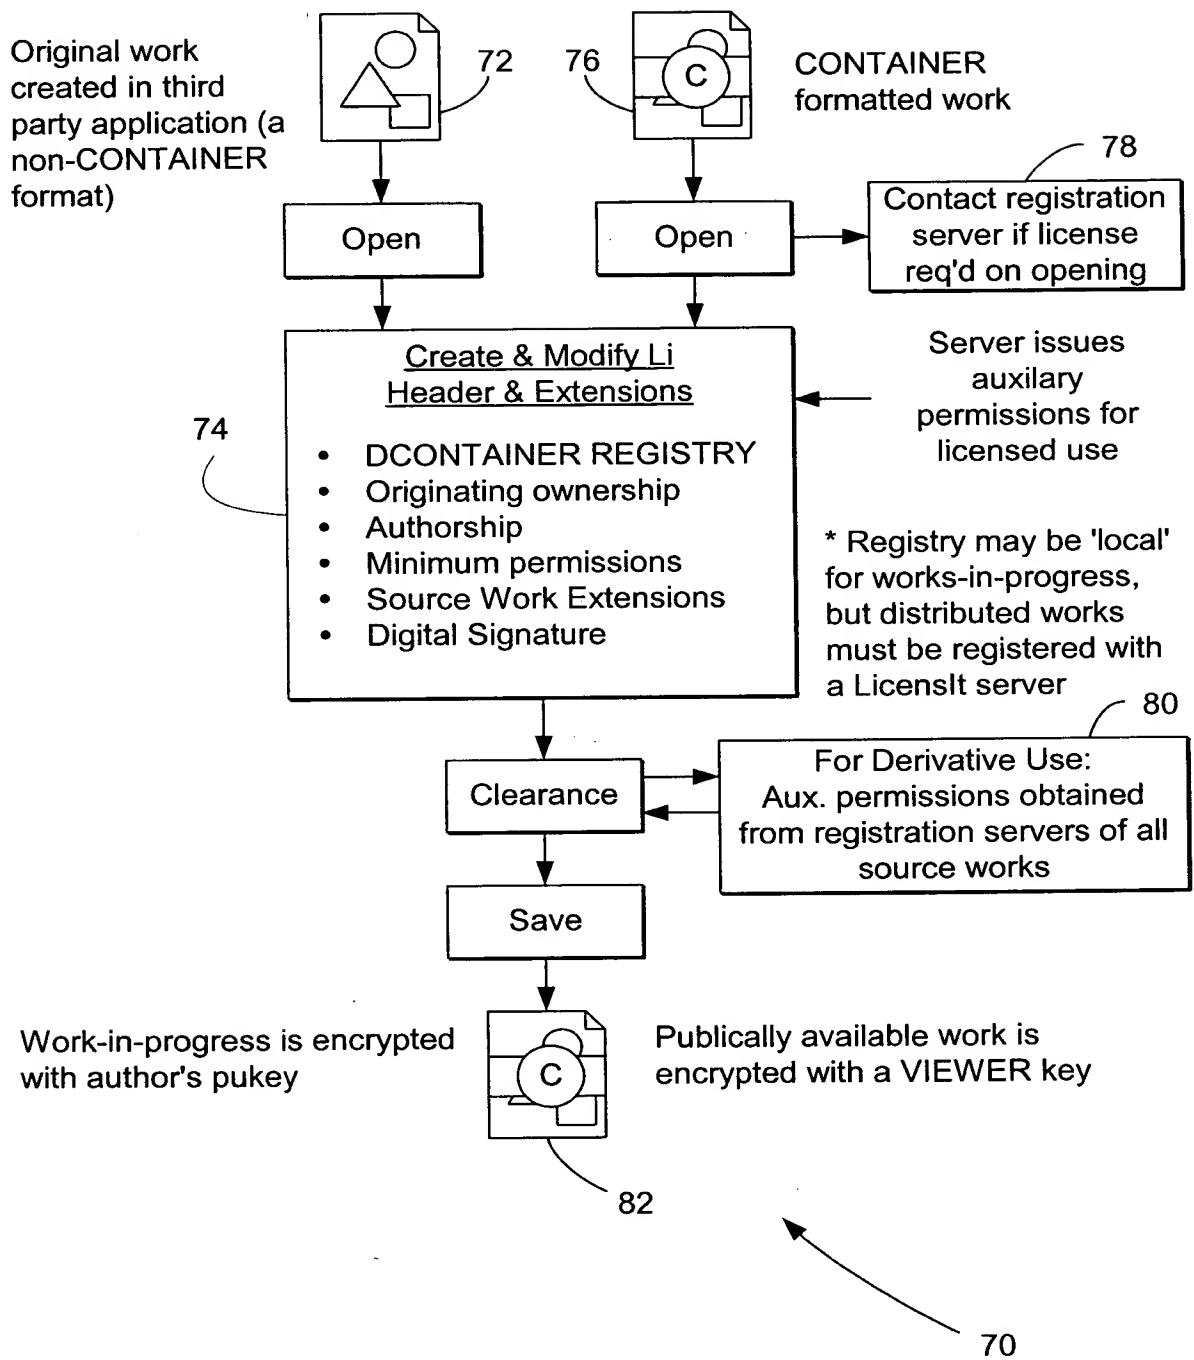 Original work
created in third
party application (a
non-CONTAINER
format)
72
76
C
CONTAINER
formatted work
78
Open
Open
Contact registration
server if license
req'd on opening
Create & Modify Li
Header & Extensions
• DCONTAINER REGISTRY
• Originating ownership
• Authorship
• Minimum permissions
• Source Work Extensions
• Digital Signature
74
Server issues
auxilary
permissions for
licensed use
* Registry may be 'local'
for works-in-progress,
but distributed works
must be registered with
a LicensIt server
80
Clearance
For Derivative Use:
Aux. permissions obtained
from registration servers of all
source works
Save
Work-in-progress is encrypted
with author's pukey
C
Publically available work is
encrypted with a VIEWER key
82
70